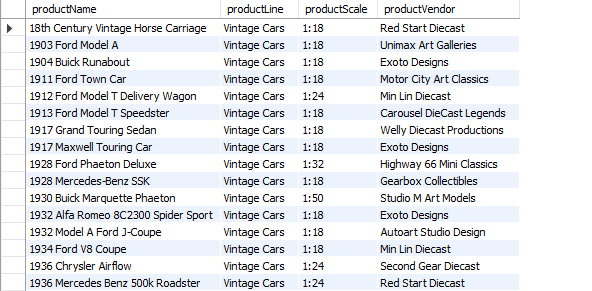 productName productLine productScale productVendor
18th Century Vintage Horse Carriage Vintage Cars 1:18 Red Start Diecast
1903 Ford Model A Vintage Cars 1:18 Unimax Art Galleries
1904 Buick Runabout Vintage Cars 1:18 Exoto Designs
1911 Ford Town Car Vintage Cars 1:18 Motor City Art Classics
1912 Ford Model T Delivery Wagon Vintage Cars 1:24 Min Lin Diecast
1913 Ford Model T Speedster Vintage Cars 1:18 Carousel DieCast Legends
1917 Grand Touring Sedan Vintage Cars 1:18 Welly Diecast Productions
1917 Maxwell Touring Car Vintage Cars 1:18 Exoto Designs
1928 Ford Phaeton Deluxe Vintage Cars 1:32 Highway 66 Mini Classics
1928 Mercedes-Benz SSK Vintage Cars 1:18 Gearbox Collectibles
1930 Buick Marquette Phaeton Vintage Cars 1:50 Studio M Art Models
1932 Alfa Romeo 8C2300 Spider Sport Vintage Cars 1:18 Exoto Designs
1932 Model A Ford J-Coupe Vintage Cars 1:18 Autoart Studio Design
1934 Ford V8 Coupe Vintage Cars 1:18 Min Lin Diecast
1936 Chrysler Airflow Vintage Cars 1:24 Second Gear Diecast
1936 Mercedes Benz 500k Roadster Vintage Cars 1:24 Red Start Diecast